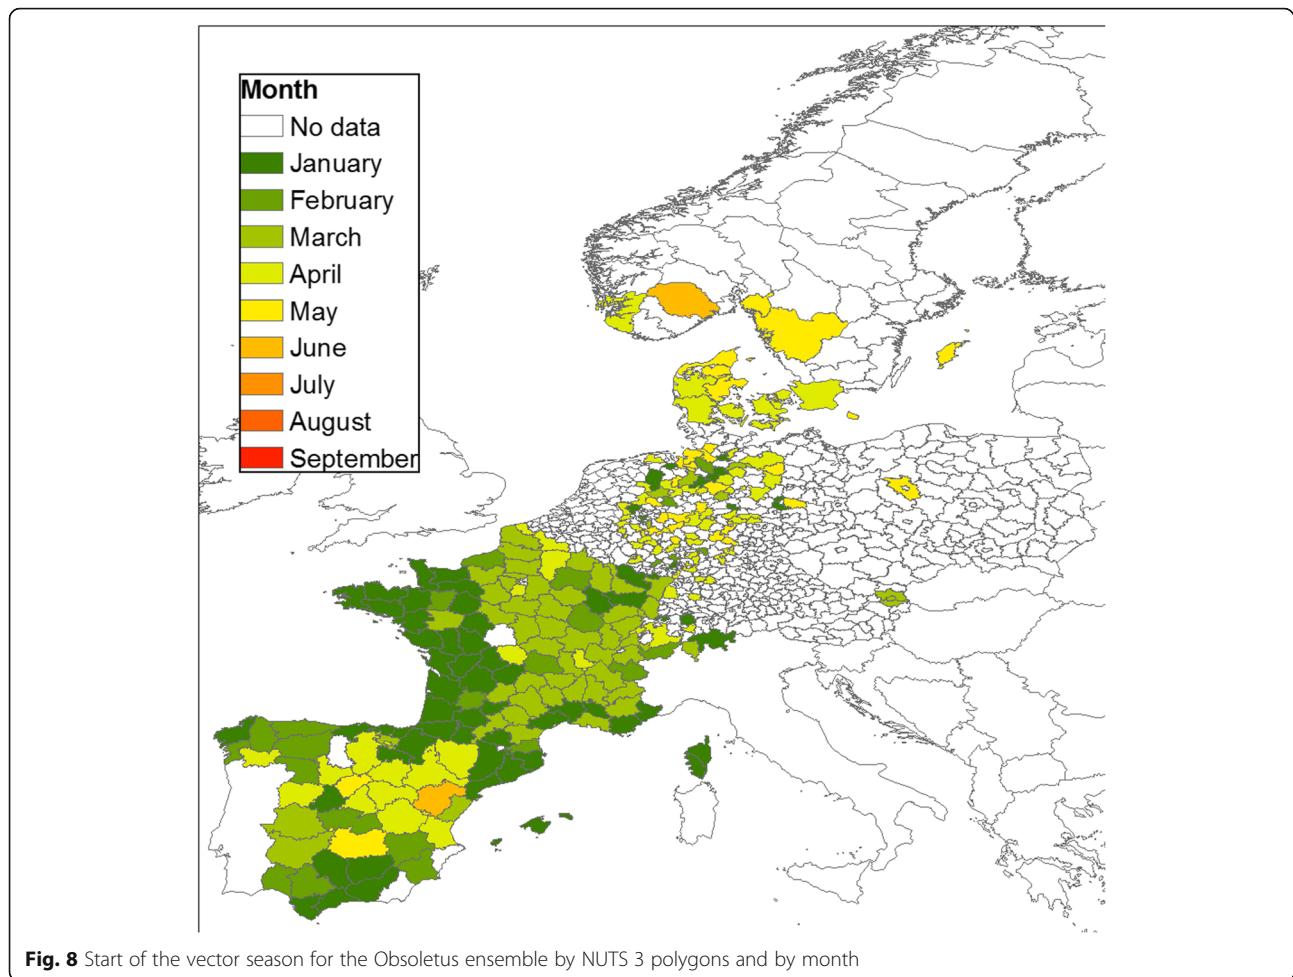 Month
No data
January
February
March
April
May
June
July
August
September
Fig. 8 Start of the vector season for the Obsoletus ensemble by NUTS 3 polygons and by month